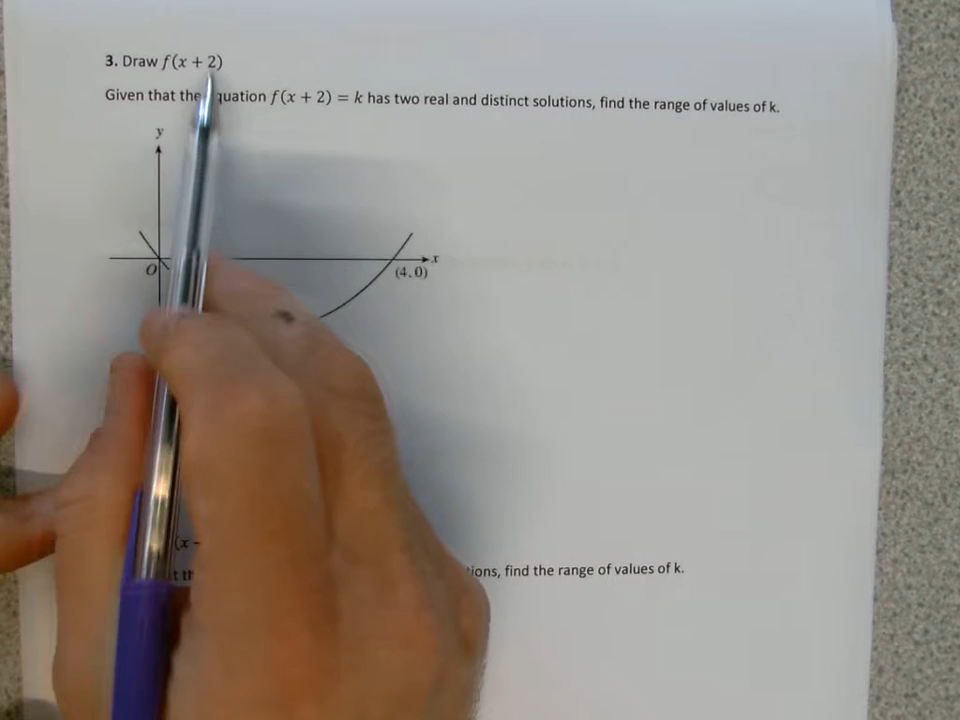 3. Draw f(x + 2)
Given that the quation f(x + 2) = k has two real and distinct solutions, find the range of values of k.
y
x
O
(4, 0)
(x -
t th ions, find the range of values of k.